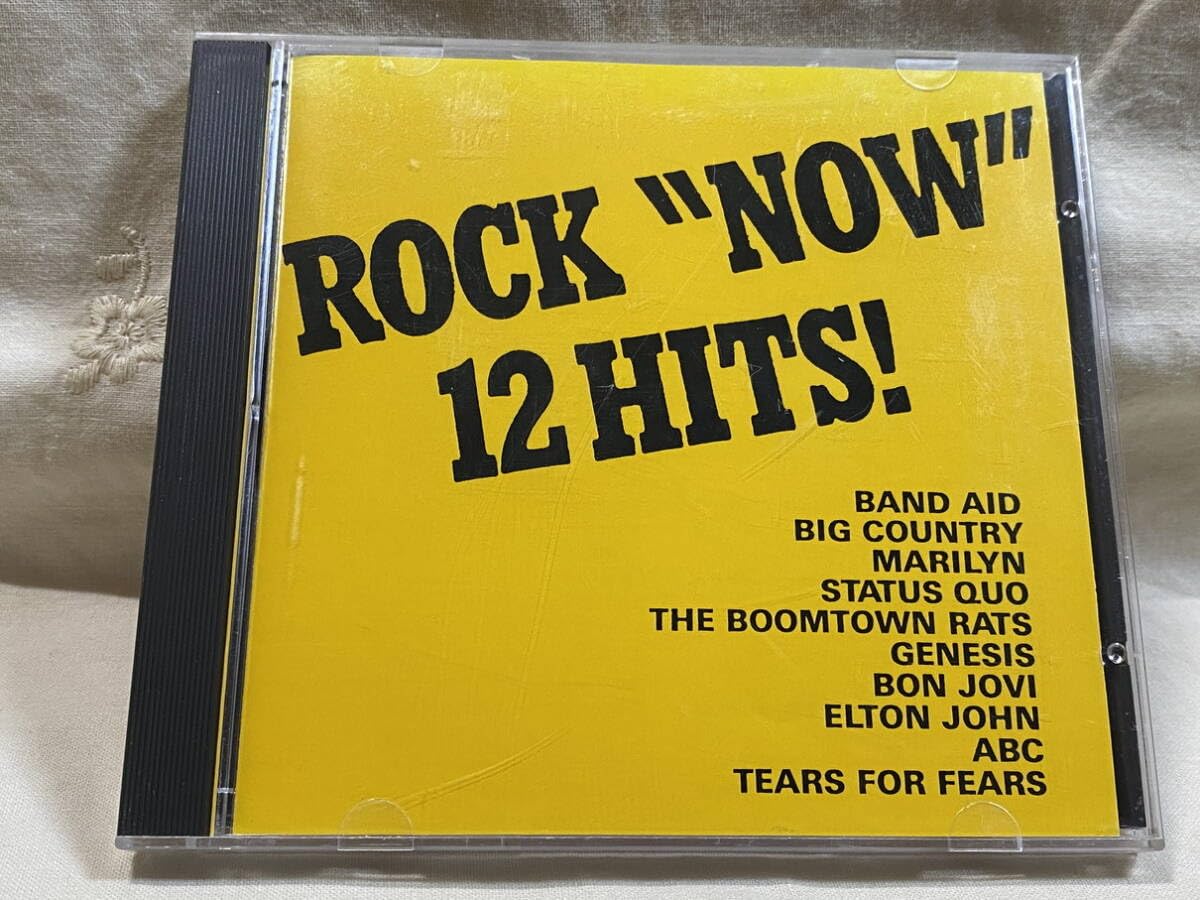 ROCK "NOW"
12 HITS!
BAND AID
BIG COUNTRY
MARILYN
STATUS QUO
THE BOOMTOWN RATS
GENESIS
BON JOVI
ELTON JOHN
ABC
TEARS FOR FEARS